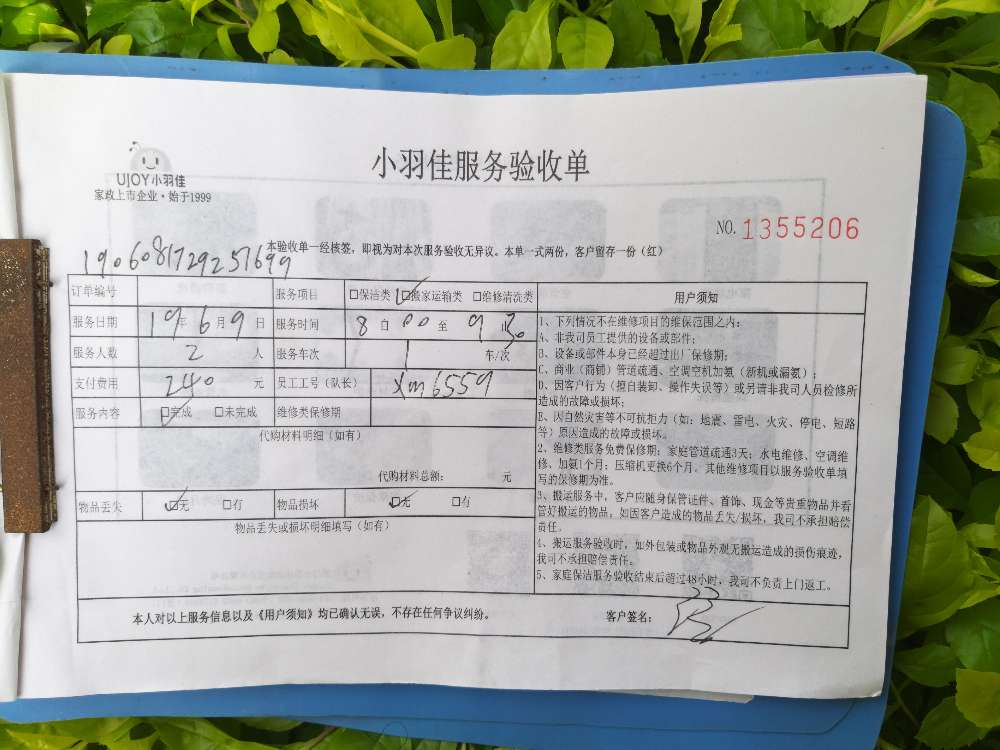 小羽佳服务验收单
UJOY小羽佳
家政上市企业·始于1999
NO. 1355206
本验收单一经核签，即视为对本次服务验收无异议。本单一式两份，客户留存一份（红）
190608172925 7699
订单编号 服务项目 □保洁类 □搬家运输类 □维修清洗类
服务日期 19年6月9日 服务时间 8自00至9止30
服务人数 2 人 服务车次 1 车/次
支付费用 240 元 员工工号（队长） xm6559
服务内容 □完成 □未完成 维修类保修期
代购材料明细（如有）
代购材料总额： 元
物品丢失 □无 □有 物品损坏 □无 □有
物品丢失或损坏明细填写（如有）
用户须知
1、下列情况不在维修项目的维保范围之内：
A、非我司员工提供的设备或部件；
B、设备或部件本身已经超过出厂保修期；
C、商业（商铺）管道疏通、空调空机加氨（新机或漏氨）；
D、因客户行为（擅自装卸、操作失误等）或另请非我司人员检修所
造成的故障或损坏；
E、因自然灾害等不可抗拒力（如：地震、雷电、火灾、停电、短路
等）原因造成的故障或损坏。
2、维修类服务免费保修期：家庭管道疏通3天；水电维修、空调维
修、加氨1个月；压缩机更换6个月。其他维修项目以服务验收单填
写的保修期为准。
3、搬运服务中，客户应随身保管证件、首饰、现金等贵重物品并看
管好搬运的物品，如因客户造成的物品丢失/损坏，我司不承担赔偿
责任。
4、搬运服务验收时，如外包装或物品外观无搬运造成的损伤痕迹，
我司不承担赔偿责任。
5、家庭保洁服务验收结束后超过48小时，我司不负责上门返工。
本人对以上服务信息以及《用户须知》均已确认无误，不存在任何争议纠纷。 客户签名：